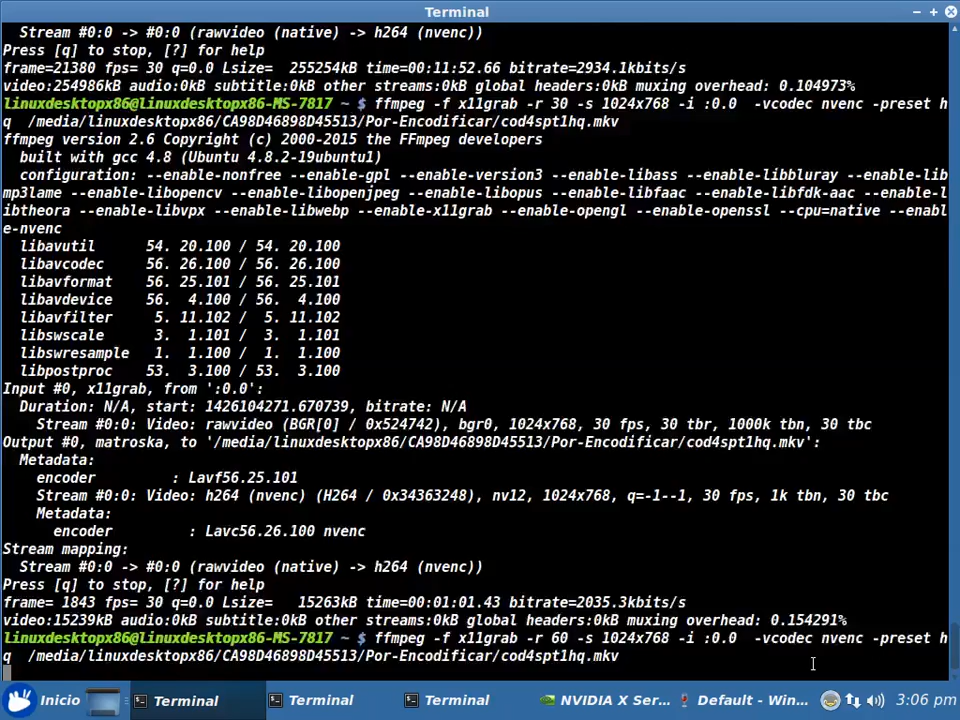 Terminal
  Stream #0:0 -> #0:0 (rawvideo (native) -> h264 (nvenc))
Press [q] to stop, [?] for help
frame=21380 fps= 30 q=0.0 Lsize=  255254kB time=00:11:52.66 bitrate=2934.1kbits/s
video:254986kB audio:0kB subtitle:0kB other streams:0kB global headers:0kB muxing overhead: 0.104973%
linuxdesktopx86@linuxdesktopx86-MS-7817 ~ $ ffmpeg -f x11grab -r 30 -s 1024x768 -i :0.0  -vcodec nvenc -preset h
q  /media/linuxdesktopx86/CA98D46898D45513/Por-Encodificar/cod4spt1hq.mkv
ffmpeg version 2.6 Copyright (c) 2000-2015 the FFmpeg developers
  built with gcc 4.8 (Ubuntu 4.8.2-19ubuntu1)
  configuration: --enable-nonfree --enable-gpl --enable-version3 --enable-libass --enable-libbluray --enable-lib
mp3lame --enable-libopencv --enable-libopenjpeg --enable-libopus --enable-libfaac --enable-libfdk-aac --enable-l
ibtheora --enable-libvpx --enable-libwebp --enable-x11grab --enable-opengl --enable-openssl --cpu=native --enabl
e-nvenc
  libavutil      54. 20.100 / 54. 20.100
  libavcodec     56. 26.100 / 56. 26.100
  libavformat    56. 25.101 / 56. 25.101
  libavdevice    56.  4.100 / 56.  4.100
  libavfilter     5. 11.102 /  5. 11.102
  libswscale      3.  1.101 /  3.  1.101
  libswresample   1.  1.100 /  1.  1.100
  libpostproc    53.  3.100 / 53.  3.100
Input #0, x11grab, from ':0.0':
  Duration: N/A, start: 1426104271.670739, bitrate: N/A
    Stream #0:0: Video: rawvideo (BGR[0] / 0x524742), bgr0, 1024x768, 30 fps, 30 tbr, 1000k tbn, 30 tbc
Output #0, matroska, to '/media/linuxdesktopx86/CA98D46898D45513/Por-Encodificar/cod4spt1hq.mkv':
  Metadata:
    encoder         : Lavf56.25.101
    Stream #0:0: Video: h264 (nvenc) (H264 / 0x34363248), nv12, 1024x768, q=-1--1, 30 fps, 1k tbn, 30 tbc
    Metadata:
      encoder         : Lavc56.26.100 nvenc
Stream mapping:
  Stream #0:0 -> #0:0 (rawvideo (native) -> h264 (nvenc))
Press [q] to stop, [?] for help
frame= 1843 fps= 30 q=0.0 Lsize=   15263kB time=00:01:01.43 bitrate=2035.3kbits/s
video:15239kB audio:0kB subtitle:0kB other streams:0kB global headers:0kB muxing overhead: 0.154291%
linuxdesktopx86@linuxdesktopx86-MS-7817 ~ $ ffmpeg -f x11grab -r 60 -s 1024x768 -i :0.0  -vcodec nvenc -preset h
q  /media/linuxdesktopx86/CA98D46898D45513/Por-Encodificar/cod4spt1hq.mkv
Inicio Terminal Terminal Terminal NVIDIA X Ser... Default - Win... 3:06 pm